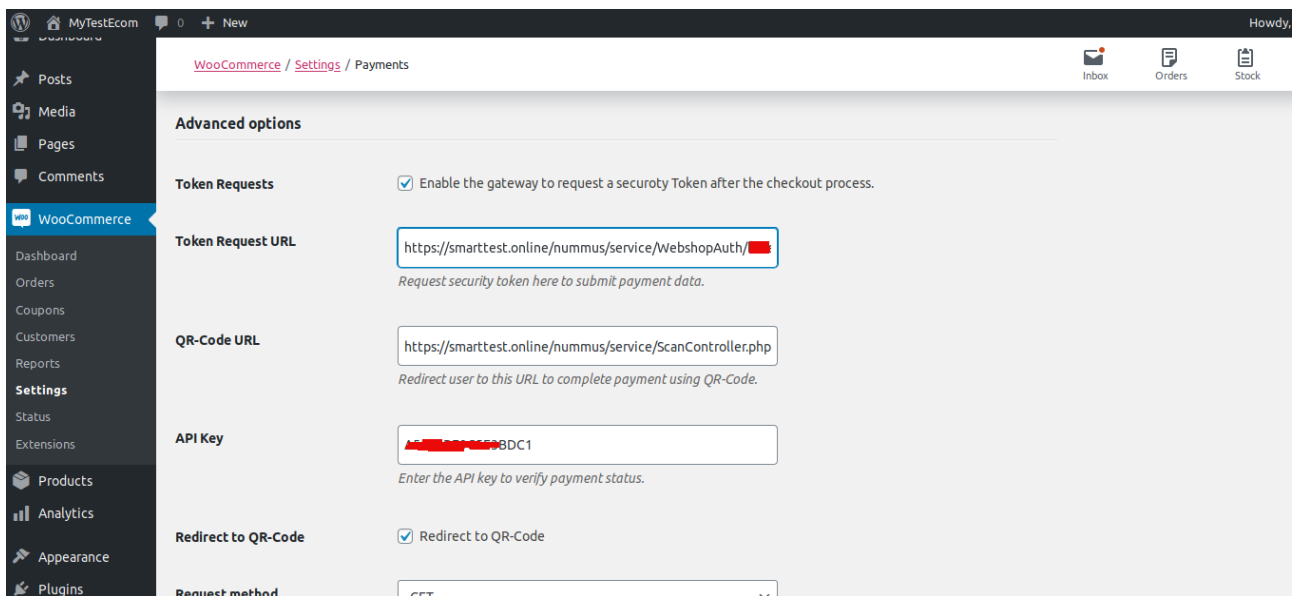 MyTestEcom 0 + New Howdy,
Dashboard
WooCommerce / Settings / Payments
Inbox Orders Stock
Posts
Media
Pages
Comments
WooCommerce
Dashboard
Orders
Coupons
Customers
Reports
Settings
Status
Extensions
Products
Analytics
Appearance
Plugins
Advanced options
Token Requests
Enable the gateway to request a securoty Token after the checkout process.
Token Request URL
https://smarttest.online/nummus/service/WebshopAuth/
Request security token here to submit payment data.
QR-Code URL
https://smarttest.online/nummus/service/ScanController.php
Redirect user to this URL to complete payment using QR-Code.
API Key
BDC1
Enter the API key to verify payment status.
Redirect to QR-Code
Redirect to QR-Code
Request method
GET